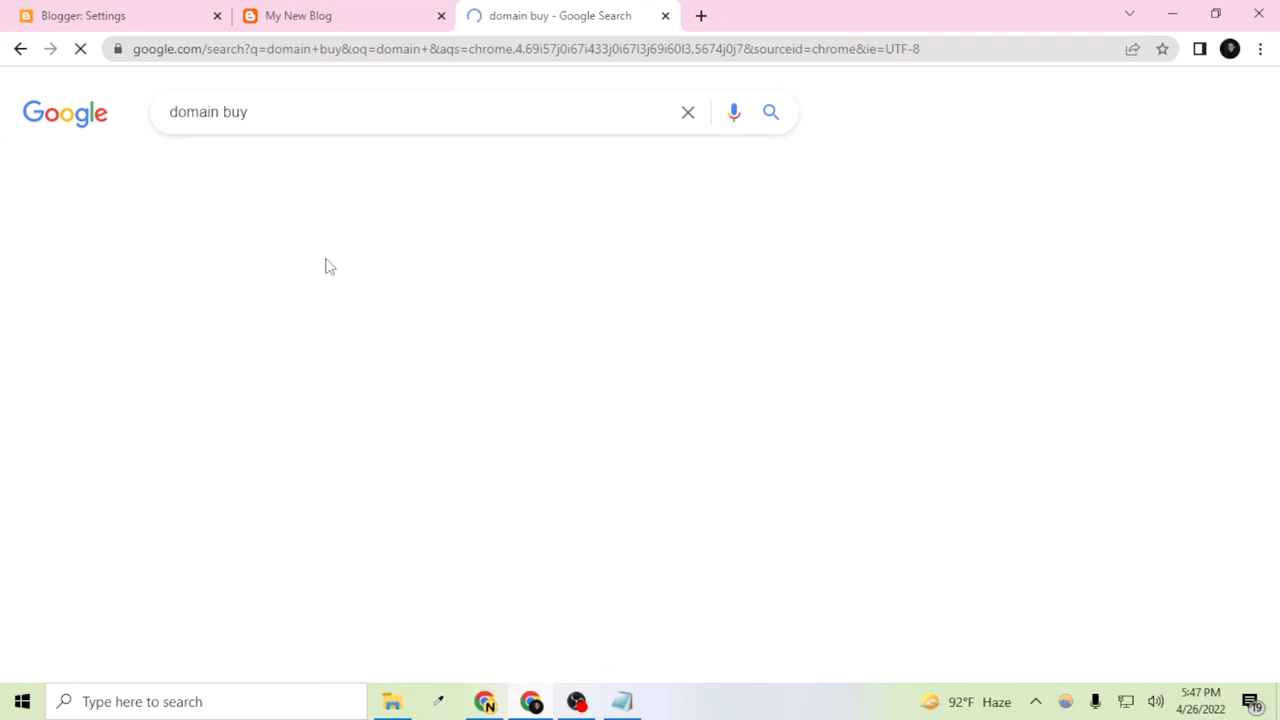 Blogger: Settings
My New Blog
domain buy - Google Search
google.com/search?q=domain+buy&oq=domain+&aqs=chrome.4.69i57j0i67i433j0i67l3j69i60l3.5674j0j7&sourceid=chrome&ie=UTF-8
Google
domain buy
Type here to search
N
92°F Haze
5:47 PM
4/26/2022
19